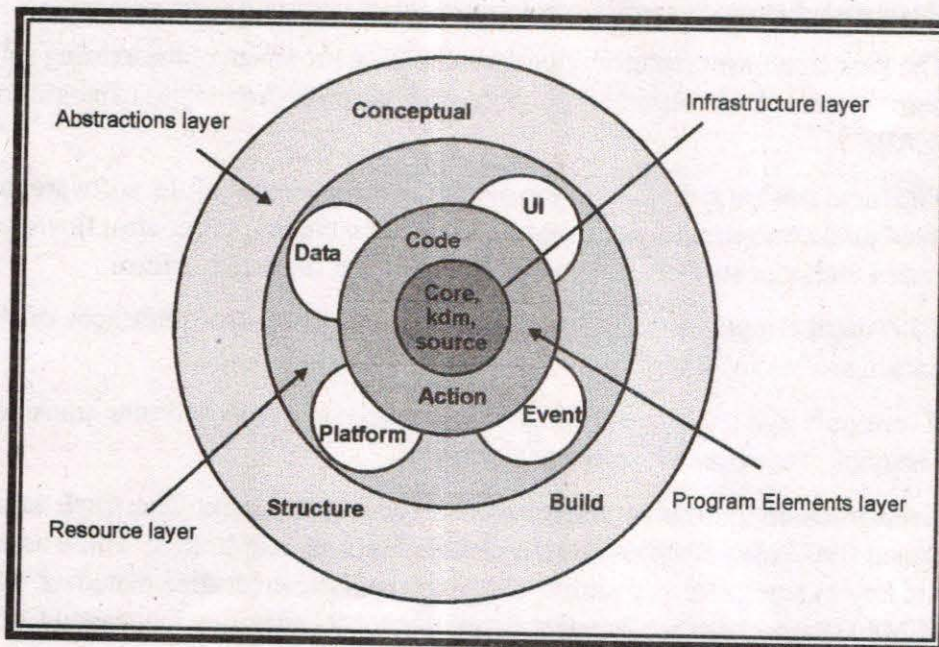 Conceptual
Infrastructure layer
Abstractions layer
UI
Code
Data
Core,
kdm,
source
Action
Event
Platform
Structure
Build
Program Elements layer
Resource layer